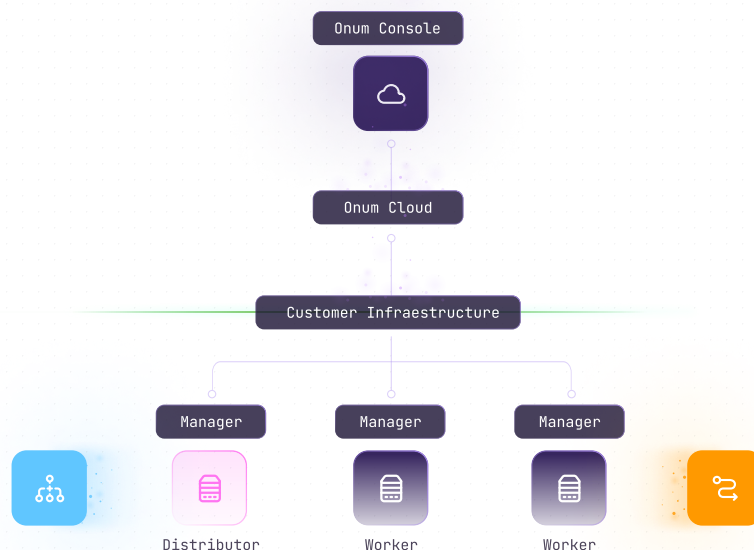 Onum Console
Onum Cloud
Customer Infraestructure
Manager Manager Manager
Distributor Worker Worker